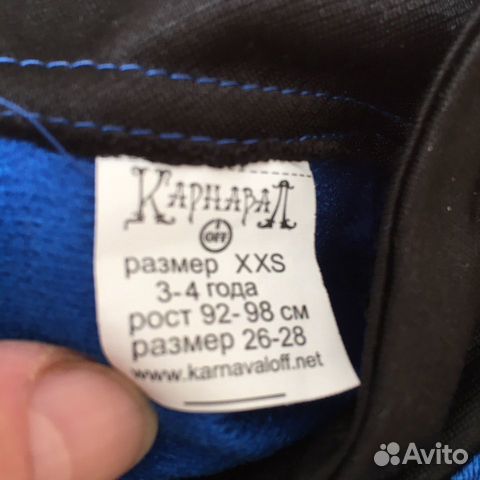 КАРНАВАЛ
OFF
размер XXS
3-4 года
рост 92-98 см
размер 26-28
www.karnavaloff.net
Avito